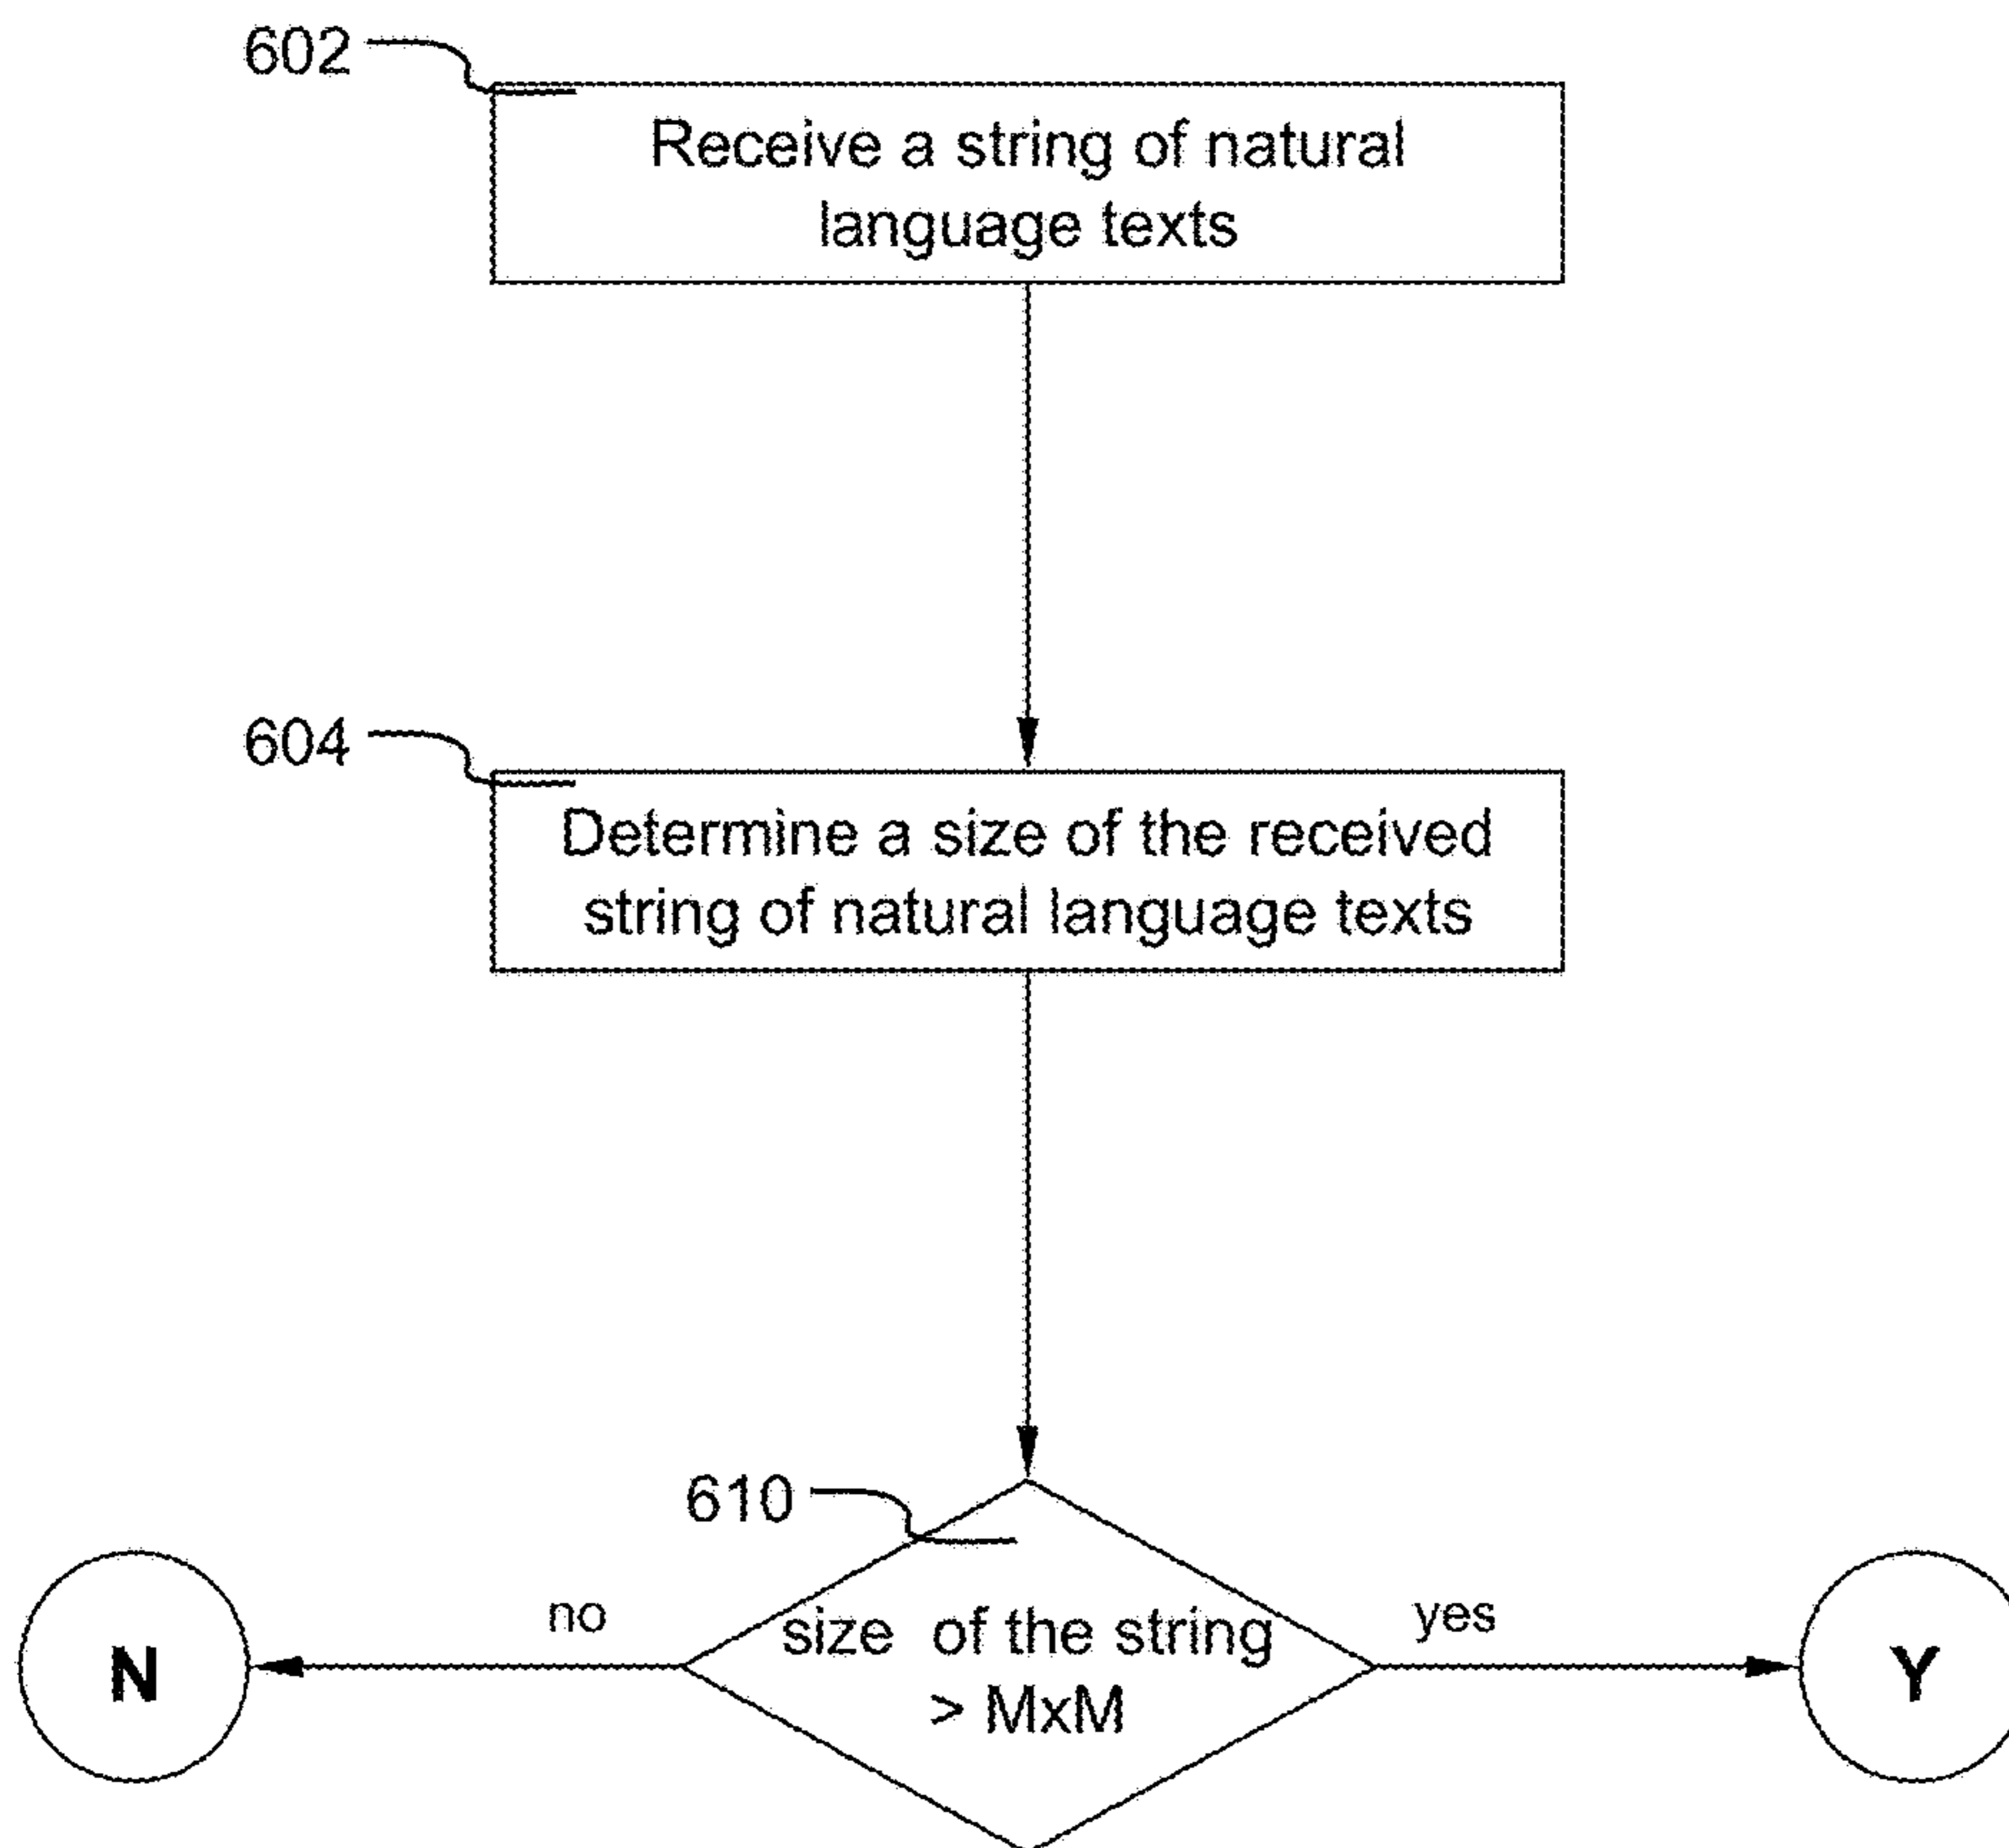 602
Receive a string of natural
language texts
604
Determine a size of the received
string of natural language texts
610
no
size of the string
> MxM
yes
N
Y